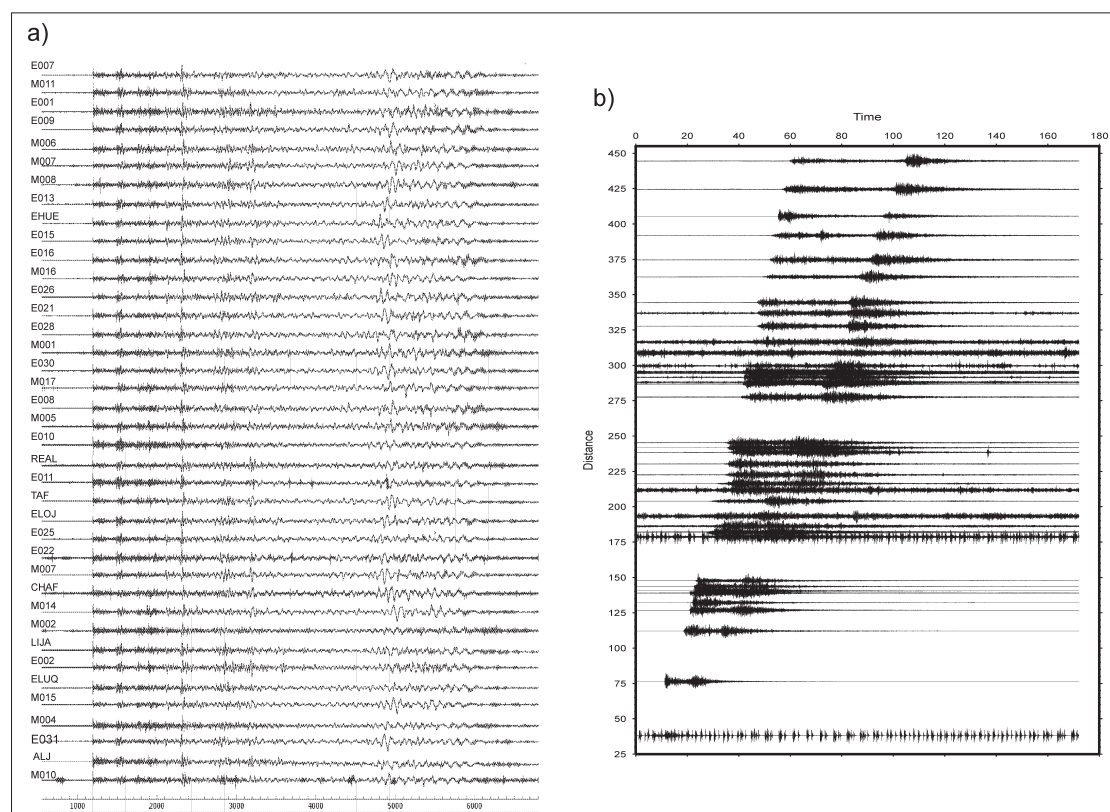 a)
E007
M011
E001
E009
M006
M007
M008
E013
EHUE
E015
E016
M016
E026
E021
E028
M001
E030
M017
E008
M005
E010
REAL
E011
TAF
ELOJ
E025
E022
M007
CHAF
M014
M002
LIJA
E002
ELUQ
M015
M004
E031
ALJ
M010
1000 2000 3000 4000 5000 6000
b)
Time
0 20 40 60 80 100 120 140 160 180
Distance
450
425
400
375
350
325
300
275
250
225
200
175
150
125
100
75
50
25